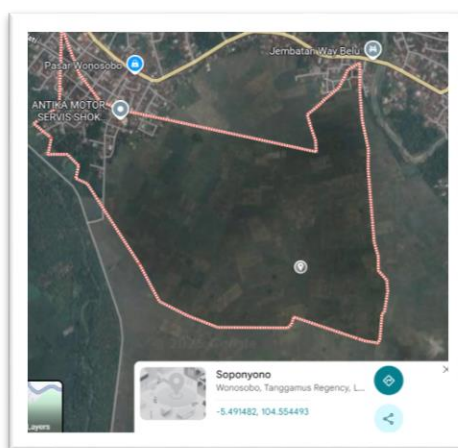 Pasar Wonosobo
Jembatan Way Belu
ANTIKA MOTOR
SERVIS SHOK
Soponyono
Wonosobo, Tanggamus Regency, L...
-5.491482, 104.554493
Layers